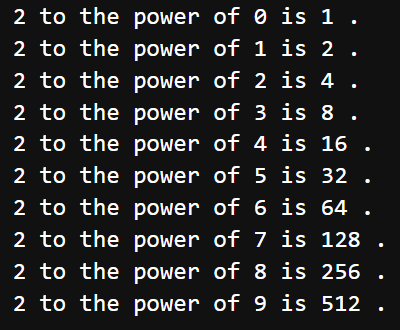 2 to the power of 0 is 1 .
2 to the power of 1 is 2 .
2 to the power of 2 is 4 .
2 to the power of 3 is 8 .
2 to the power of 4 is 16 .
2 to the power of 5 is 32 .
2 to the power of 6 is 64 .
2 to the power of 7 is 128 .
2 to the power of 8 is 256 .
2 to the power of 9 is 512 .